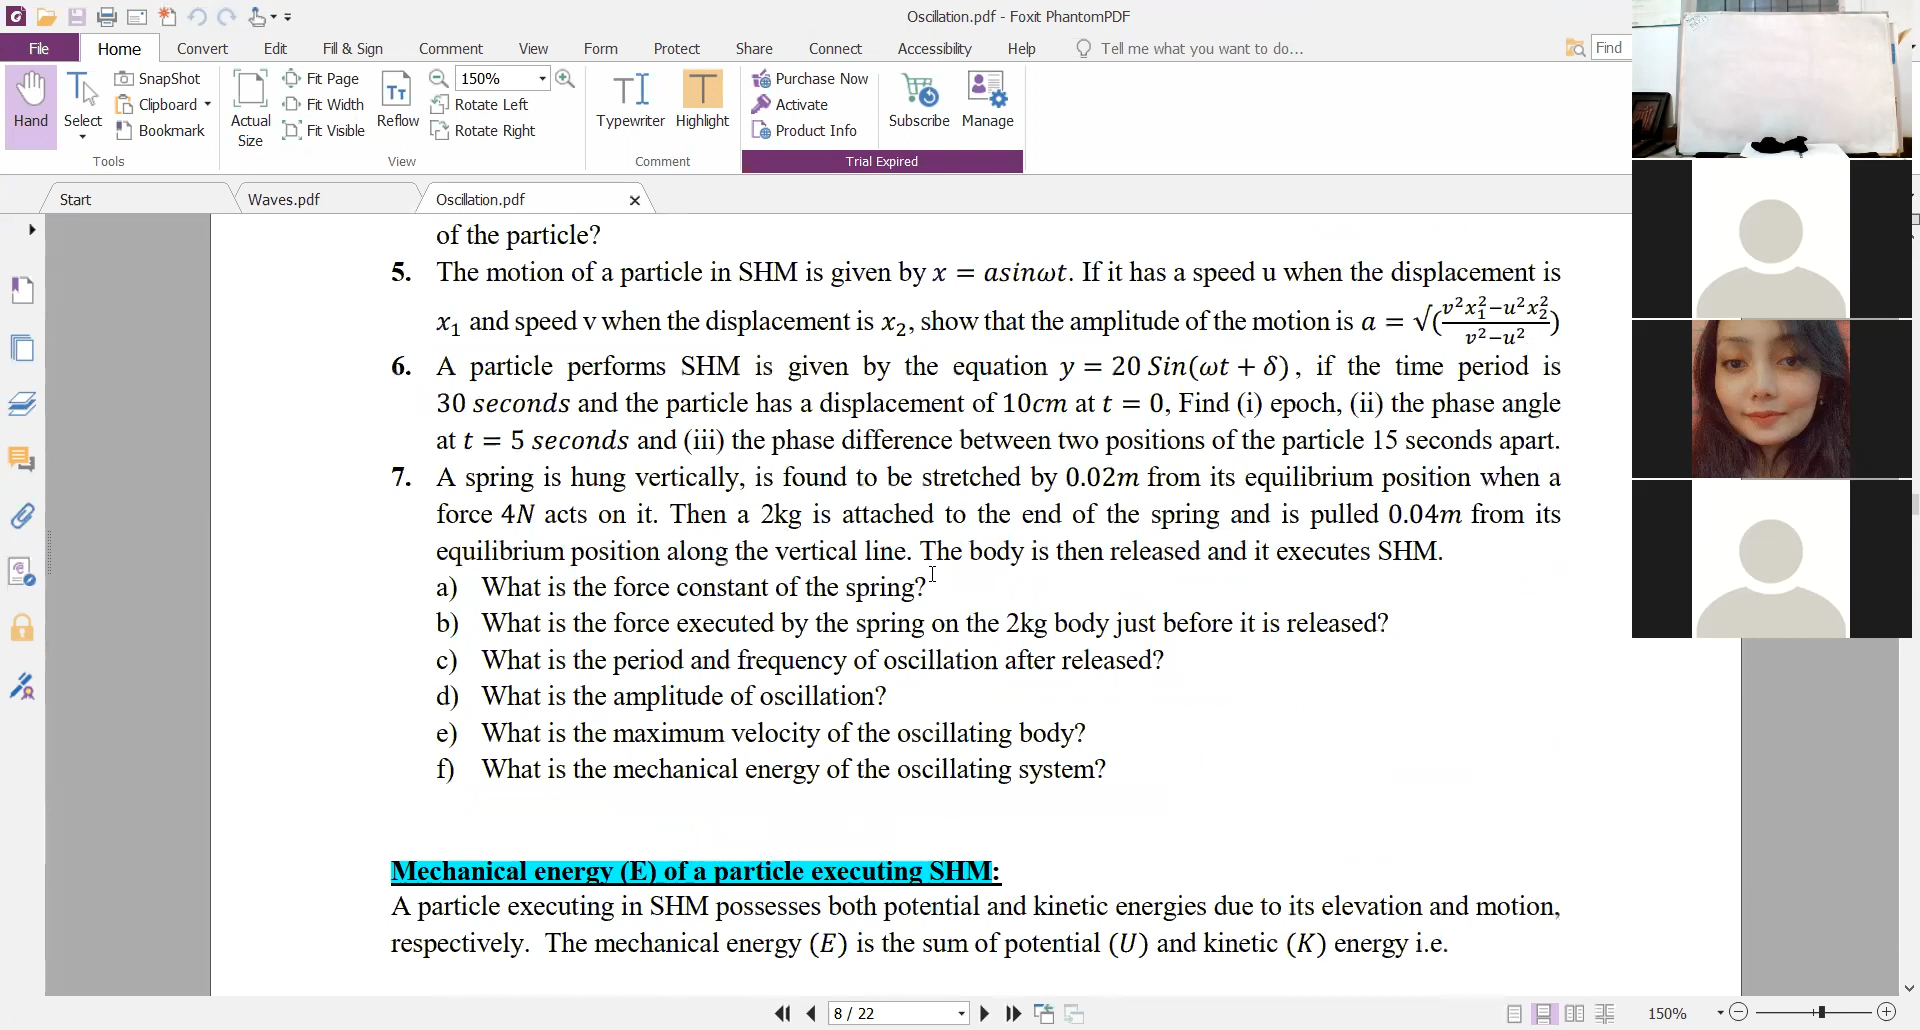 Oscillation.pdf - Foxit PhantomPDF
File Home Convert Edit Fill & Sign Comment View Form Protect Share Connect Accessibility Help Tell me what you want to do... Find
Hand
Select
SnapShot
Clipboard
Bookmark
Tools
Actual Size
Fit Page
Fit Width
Fit Visible
Reflow
150%
Rotate Left
Rotate Right
View
Typewriter
Highlight
Comment
Purchase Now
Activate
Product Info
Subscribe
Manage
Trial Expired
Start Waves.pdf Oscillation.pdf
of the particle?
5. The motion of a particle in SHM is given by x = asinωt. If it has a speed u when the displacement is
x₁ and speed v when the displacement is x₂, show that the amplitude of the motion is a = √((v²x₁²−u²x₂²)/(v²−u²))
6. A particle performs SHM is given by the equation y = 20 Sin(ωt + δ), if the time period is
30 seconds and the particle has a displacement of 10cm at t = 0, Find (i) epoch, (ii) the phase angle
at t = 5 seconds and (iii) the phase difference between two positions of the particle 15 seconds apart.
7. A spring is hung vertically, is found to be stretched by 0.02m from its equilibrium position when a
force 4N acts on it. Then a 2kg is attached to the end of the spring and is pulled 0.04m from its
equilibrium position along the vertical line. The body is then released and it executes SHM.
a) What is the force constant of the spring?
b) What is the force executed by the spring on the 2kg body just before it is released?
c) What is the period and frequency of oscillation after released?
d) What is the amplitude of oscillation?
e) What is the maximum velocity of the oscillating body?
f) What is the mechanical energy of the oscillating system?
Mechanical energy (E) of a particle executing SHM:
A particle executing in SHM possesses both potential and kinetic energies due to its elevation and motion,
respectively. The mechanical energy (E) is the sum of potential (U) and kinetic (K) energy i.e.
8 / 22
150%